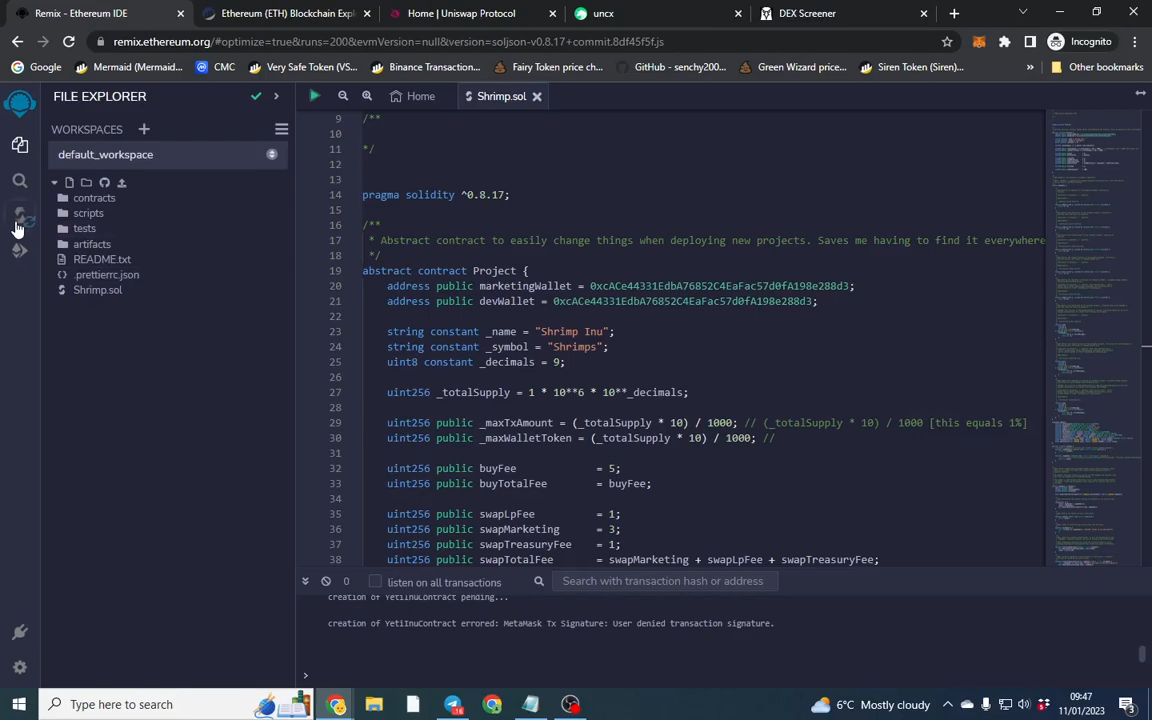 Remix - Ethereum IDE
Ethereum (ETH) Blockchain Expl
Home | Uniswap Protocol
uncx
DEX Screener
remix.ethereum.org/#optimize=true&runs=200&evmVersion=null&version=soljson-v0.8.17+commit.8df45f5f.js
Incognito
Google
Mermaid (Mermaid...
CMC
Very Safe Token (VS...
Binance Transaction...
Fairy Token price ch...
GitHub - senchy200...
Green Wizard price...
Siren Token (Siren)...
Other bookmarks
FILE EXPLORER
Home
Shrimp.sol
WORKSPACES
default_workspace
contracts
scripts
tests
artifacts
README.txt
.prettierrc.json
Shrimp.sol
9 /**
10
11 */
12
13
14 pragma solidity ^0.8.17;
15
16 /**
17 * Abstract contract to easily change things when deploying new projects. Saves me having to find it everywhere
18 */
19 abstract contract Project {
20 address public marketingWallet = 0xcACe44331EdbA76852C4EaFac57d0fA198e288d3;
21 address public devWallet = 0xcACe44331EdbA76852C4EaFac57d0fA198e288d3;
22
23 string constant _name = "Shrimp Inu";
24 string constant _symbol = "Shrimps";
25 uint8 constant _decimals = 9;
26
27 uint256 _totalSupply = 1 * 10**6 * 10**_decimals;
28
29 uint256 public _maxTxAmount = (_totalSupply * 10) / 1000; // (_totalSupply * 10) / 1000 [this equals 1%]
30 uint256 public _maxWalletToken = (_totalSupply * 10) / 1000; //
31
32 uint256 public buyFee = 5;
33 uint256 public buyTotalFee = buyFee;
34
35 uint256 public swapLpFee = 1;
36 uint256 public swapMarketing = 3;
37 uint256 public swapTreasuryFee = 1;
38 uint256 public swapTotalFee = swapMarketing + swapLpFee + swapTreasuryFee;
0
listen on all transactions
Search with transaction hash or address
creation of YetiInuContract pending...
creation of YetiInuContract errored: MetaMask Tx Signature: User denied transaction signature.
>
Type here to search
16
6°C Mostly cloudy
09:47
11/01/2023
3